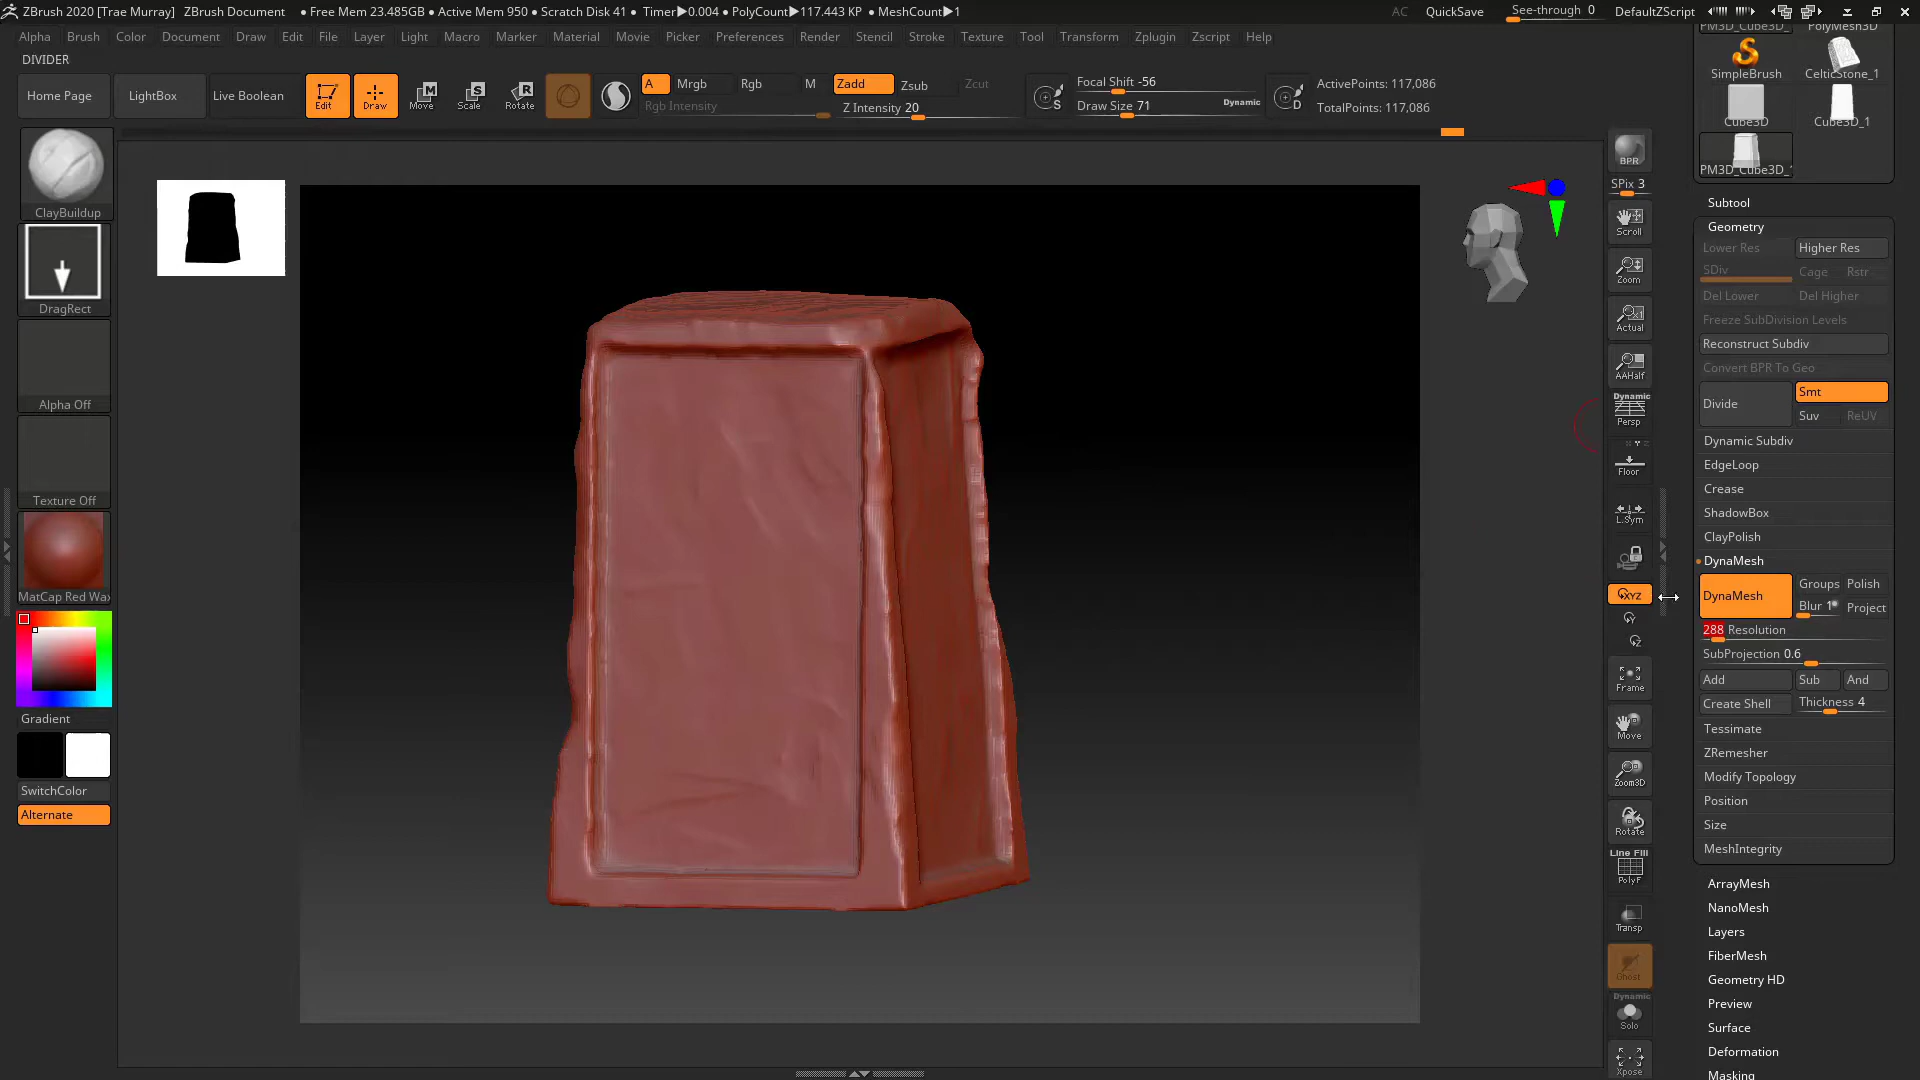 ZBrush 2020 [Trae Murray]   ZBrush Document   • Free Mem 23.485GB • Active Mem 950 • Scratch Disk 41 • Timer▶0.004 • PolyCount▶117.443 KP • MeshCount▶1   AC   QuickSave   See-through 0   DefaultZScript
Alpha Brush Color Document Draw Edit File Layer Light Macro Marker Material Movie Picker Preferences Render Stencil Stroke Texture Tool Transform Zplugin Zscript Help
DIVIDER
Home Page LightBox Live Boolean Edit Draw Move Scale Rotate
A Mrgb Rgb M Zadd Zsub Zcut
Rgb Intensity Z Intensity 20
Focal Shift -56
Draw Size 71 Dynamic
S D
ActivePoints: 117,086
TotalPoints: 117,086
ClayBuildup
DragRect
Alpha Off
Texture Off
MatCap Red Wax
Gradient
SwitchColor
Alternate
BPR
SPix 3
Scroll
Zoom
Actual
AAHalf
Dynamic
Persp
Floor
L.Sym
XYZ
Frame
Move
Zoom3D
Rotate
Line Fill
PolyF
Transp
Ghost
Dynamic
Solo
Xpose
PM3D_Cube3D_ PolyMesh3D
SimpleBrush CelticStone_1
Cube3D Cube3D_1
PM3D_Cube3D_1
Subtool
Geometry
Lower Res Higher Res
SDiv Cage Rstr
Del Lower Del Higher
Freeze SubDivision Levels
Reconstruct Subdiv
Convert BPR To Geo
Divide Smt
Suv ReUV
Dynamic Subdiv
EdgeLoop
Crease
ShadowBox
ClayPolish
DynaMesh
DynaMesh Groups Polish
Blur 1 Project
288 Resolution
SubProjection 0.6
Add Sub And
Create Shell Thickness 4
Tessimate
ZRemesher
Modify Topology
Position
Size
MeshIntegrity
ArrayMesh
NanoMesh
Layers
FiberMesh
Geometry HD
Preview
Surface
Deformation
Masking